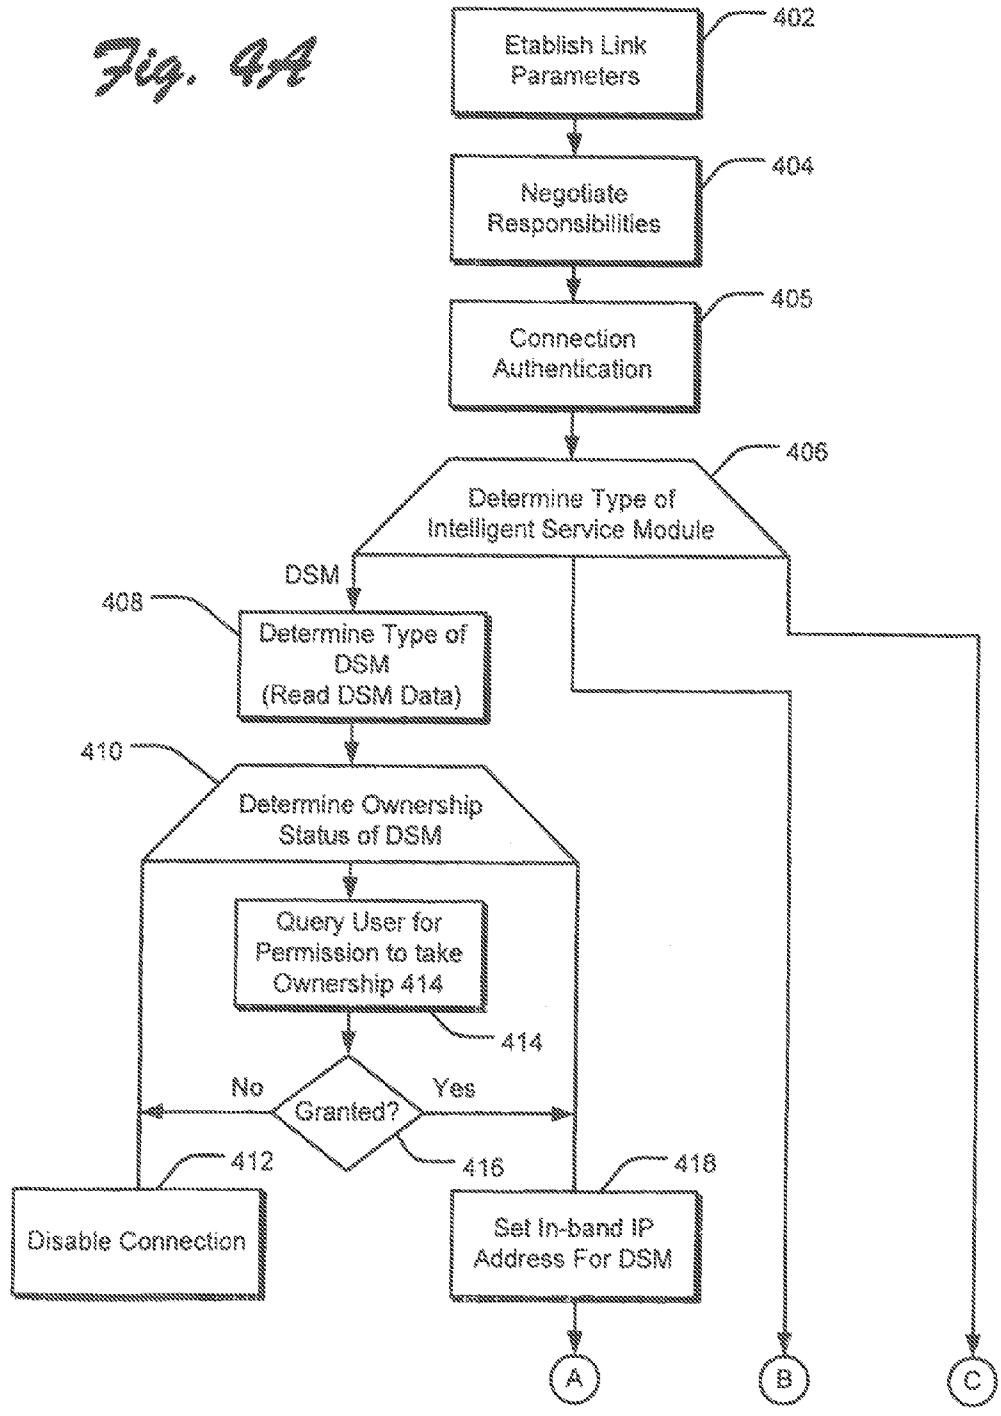 Fig. 4A
402
Etablish Link
Parameters
404
Negotiate
Responsibilities
405
Connection
Authentication
406
Determine Type of
Intelligent Service Module
DSM
408
Determine Type of
DSM
(Read DSM Data)
410
Determine Ownership
Status of DSM
Query User for
Permission to take
Ownership 414
414
No
Yes
Granted?
416
412
418
Disable Connection
Set In-band IP
Address For DSM
A
B
C